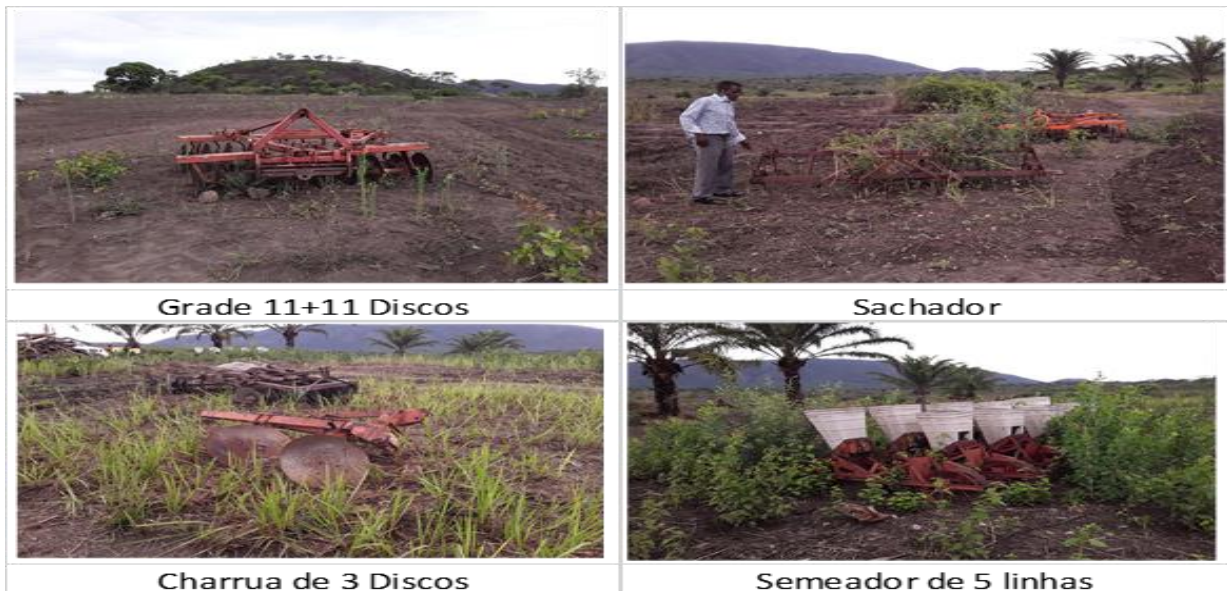 Grade 11+11 Discos
Sachador
Charrua de 3 Discos
Semeador de 5 linhas